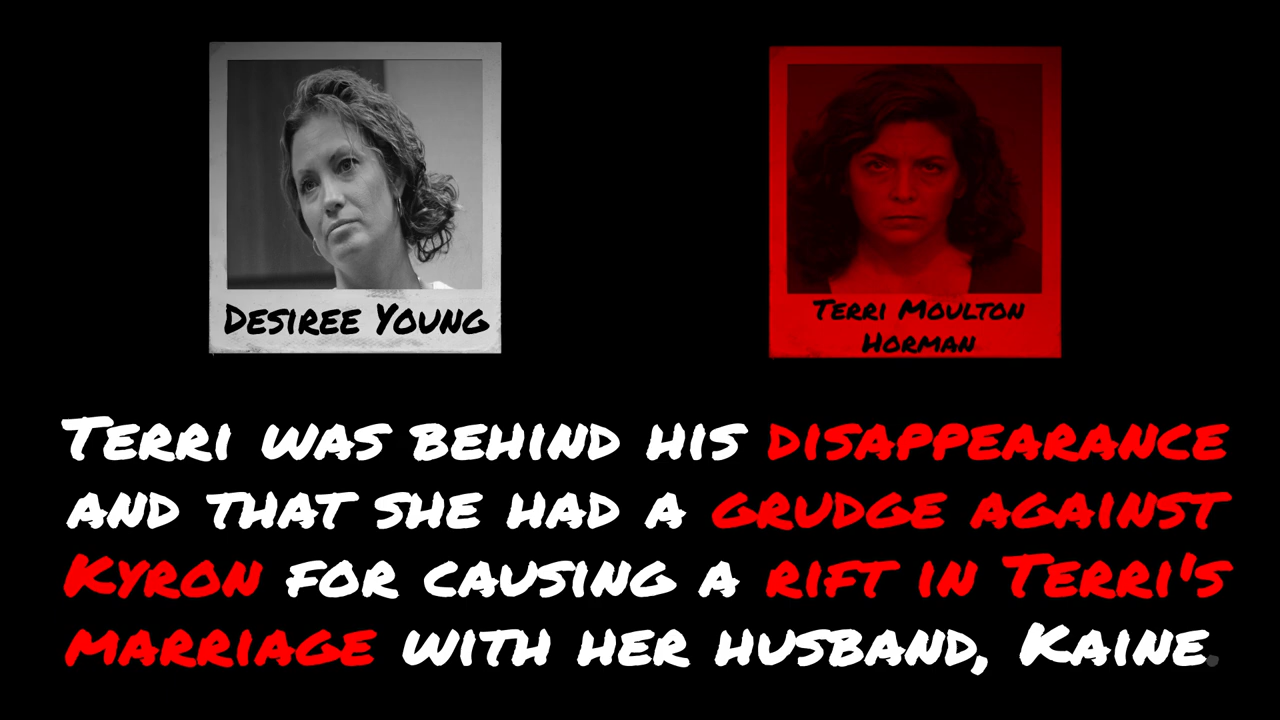 Desiree Young
Terri Moulton
Horman
Terri was behind his disappearance
and that she had a grudge against
Kyron for causing a rift in Terri's
marriage with her husband, Kaine.